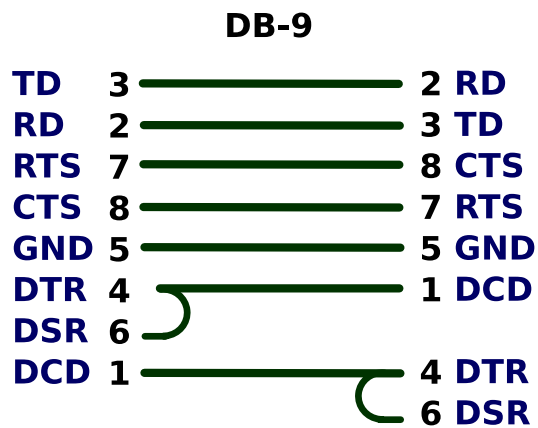 DB-9
TD 3 2 RD
RD 2 3 TD
RTS 7 8 CTS
CTS 8 7 RTS
GND 5 5 GND
DTR 4 1 DCD
DSR 6
DCD 1 4 DTR
6 DSR